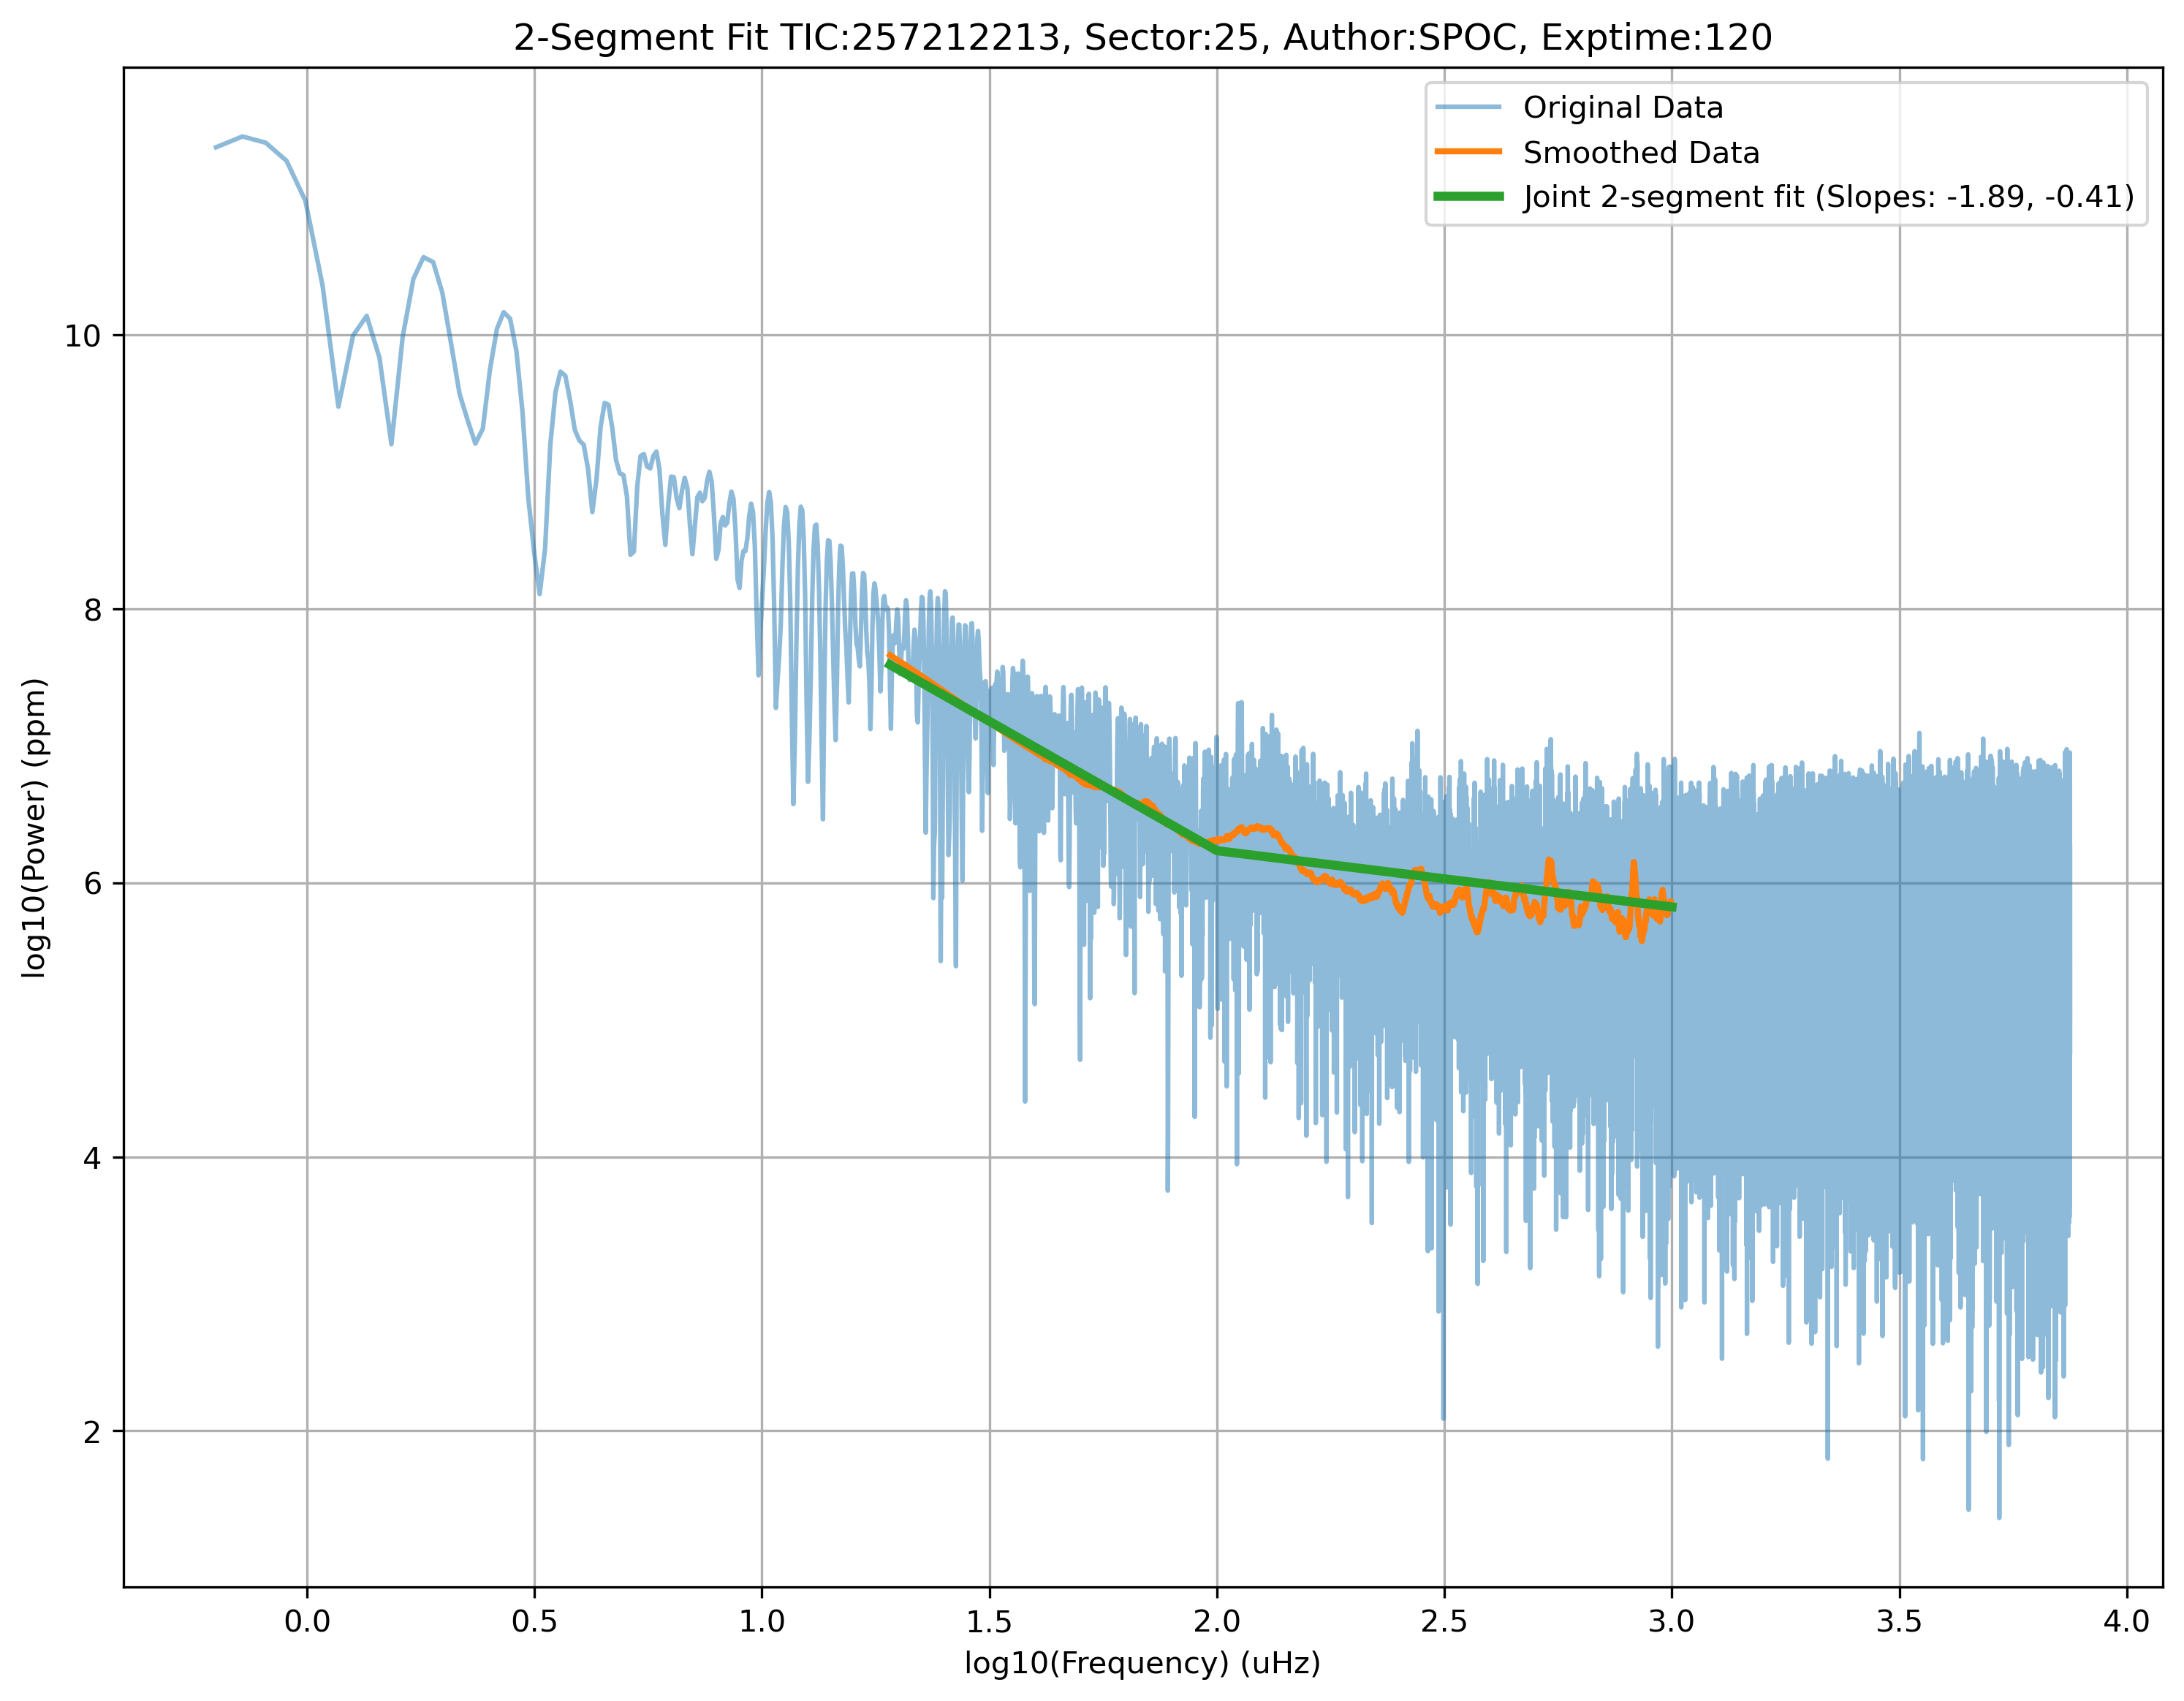 2-Segment Fit TIC:257212213, Sector:25, Author:SPOC, Exptime:120
Original Data
Smoothed Data
Joint 2-segment fit (Slopes: -1.89, -0.41)
log10(Power) (ppm)
10
8
6
4
2
0.0 0.5 1.0 1.5 2.0 2.5 3.0 3.5 4.0
log10(Frequency) (uHz)